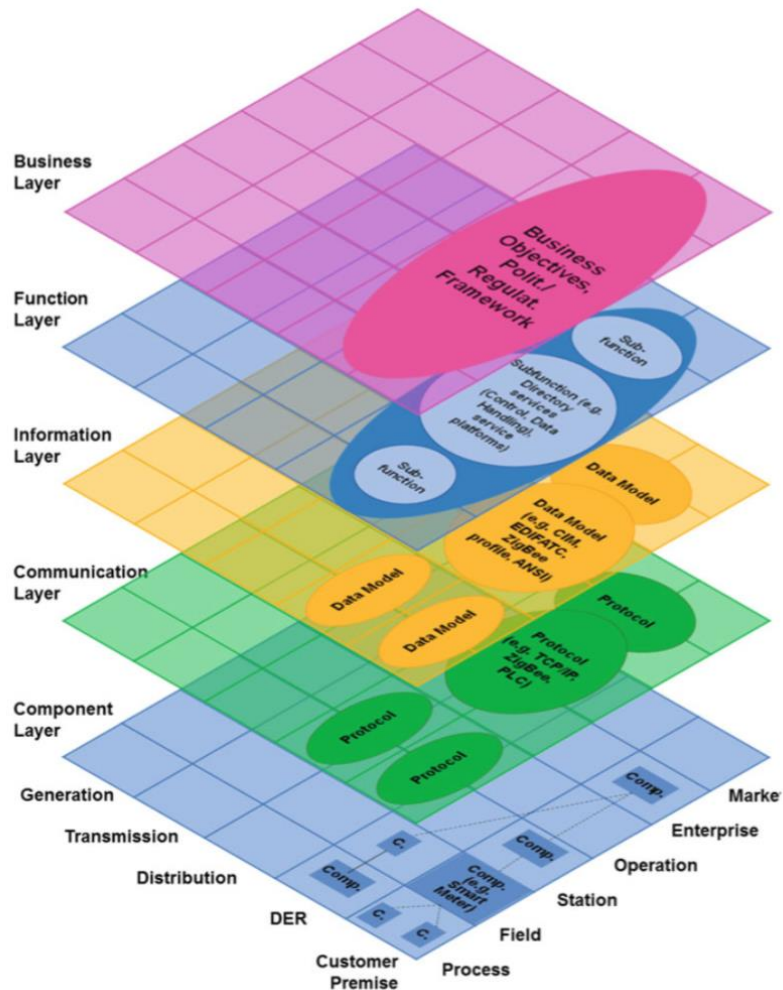 Business
Layer
Business
Objectives,
Polit./
Regulat.
Framework
Function
Layer
Sub-
function
Subfunction (e.g.
Directory
services
(Control, Data
Handling),
service
platforms)
Sub-
function
Information
Layer
Data Model
Data Model
(e.g. CIM,
EDIFATC,
ZigBee
profile, ANSI)
Data Model
Data Model
Communication
Layer
Protocol
Protocol
(e.g. TCP/IP,
ZigBee,
PLC)
Protocol
Protocol
Component
Layer
Comp.
C.
Comp.
Comp.
Comp.
(e.g.
Smart
Meter)
C.
C.
Generation
Transmission
Distribution
DER
Customer
Premise
Process
Field
Station
Operation
Enterprise
Marke